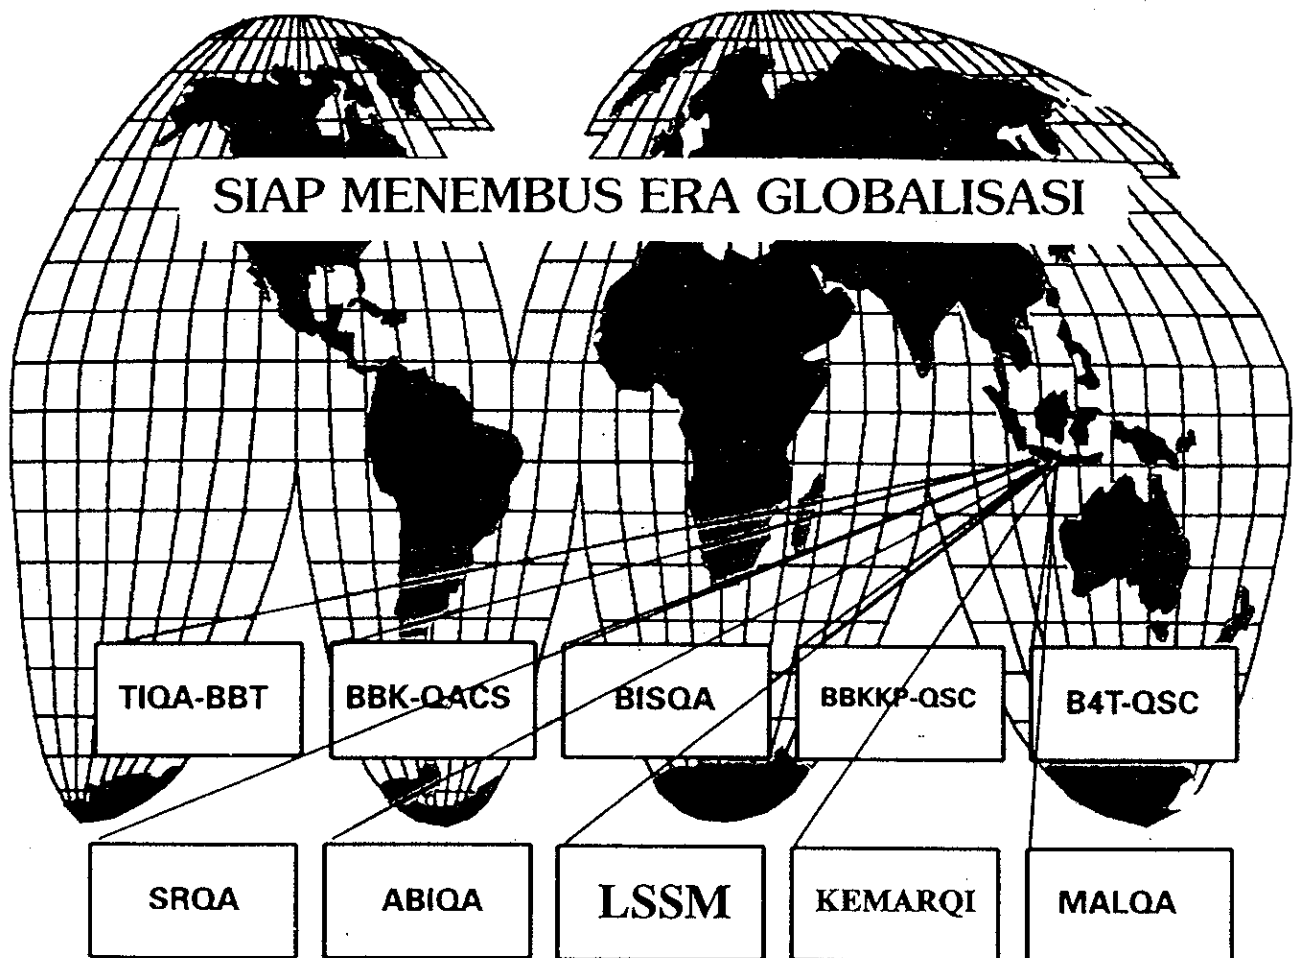 SIAP MENEMBUS ERA GLOBALISASI
TIQA-BBT
BBK-QACS
BISQA
BBKKP-QSC
B4T-QSC
SRQA
ABIQA
LSSM
KEMARQI
MALQA